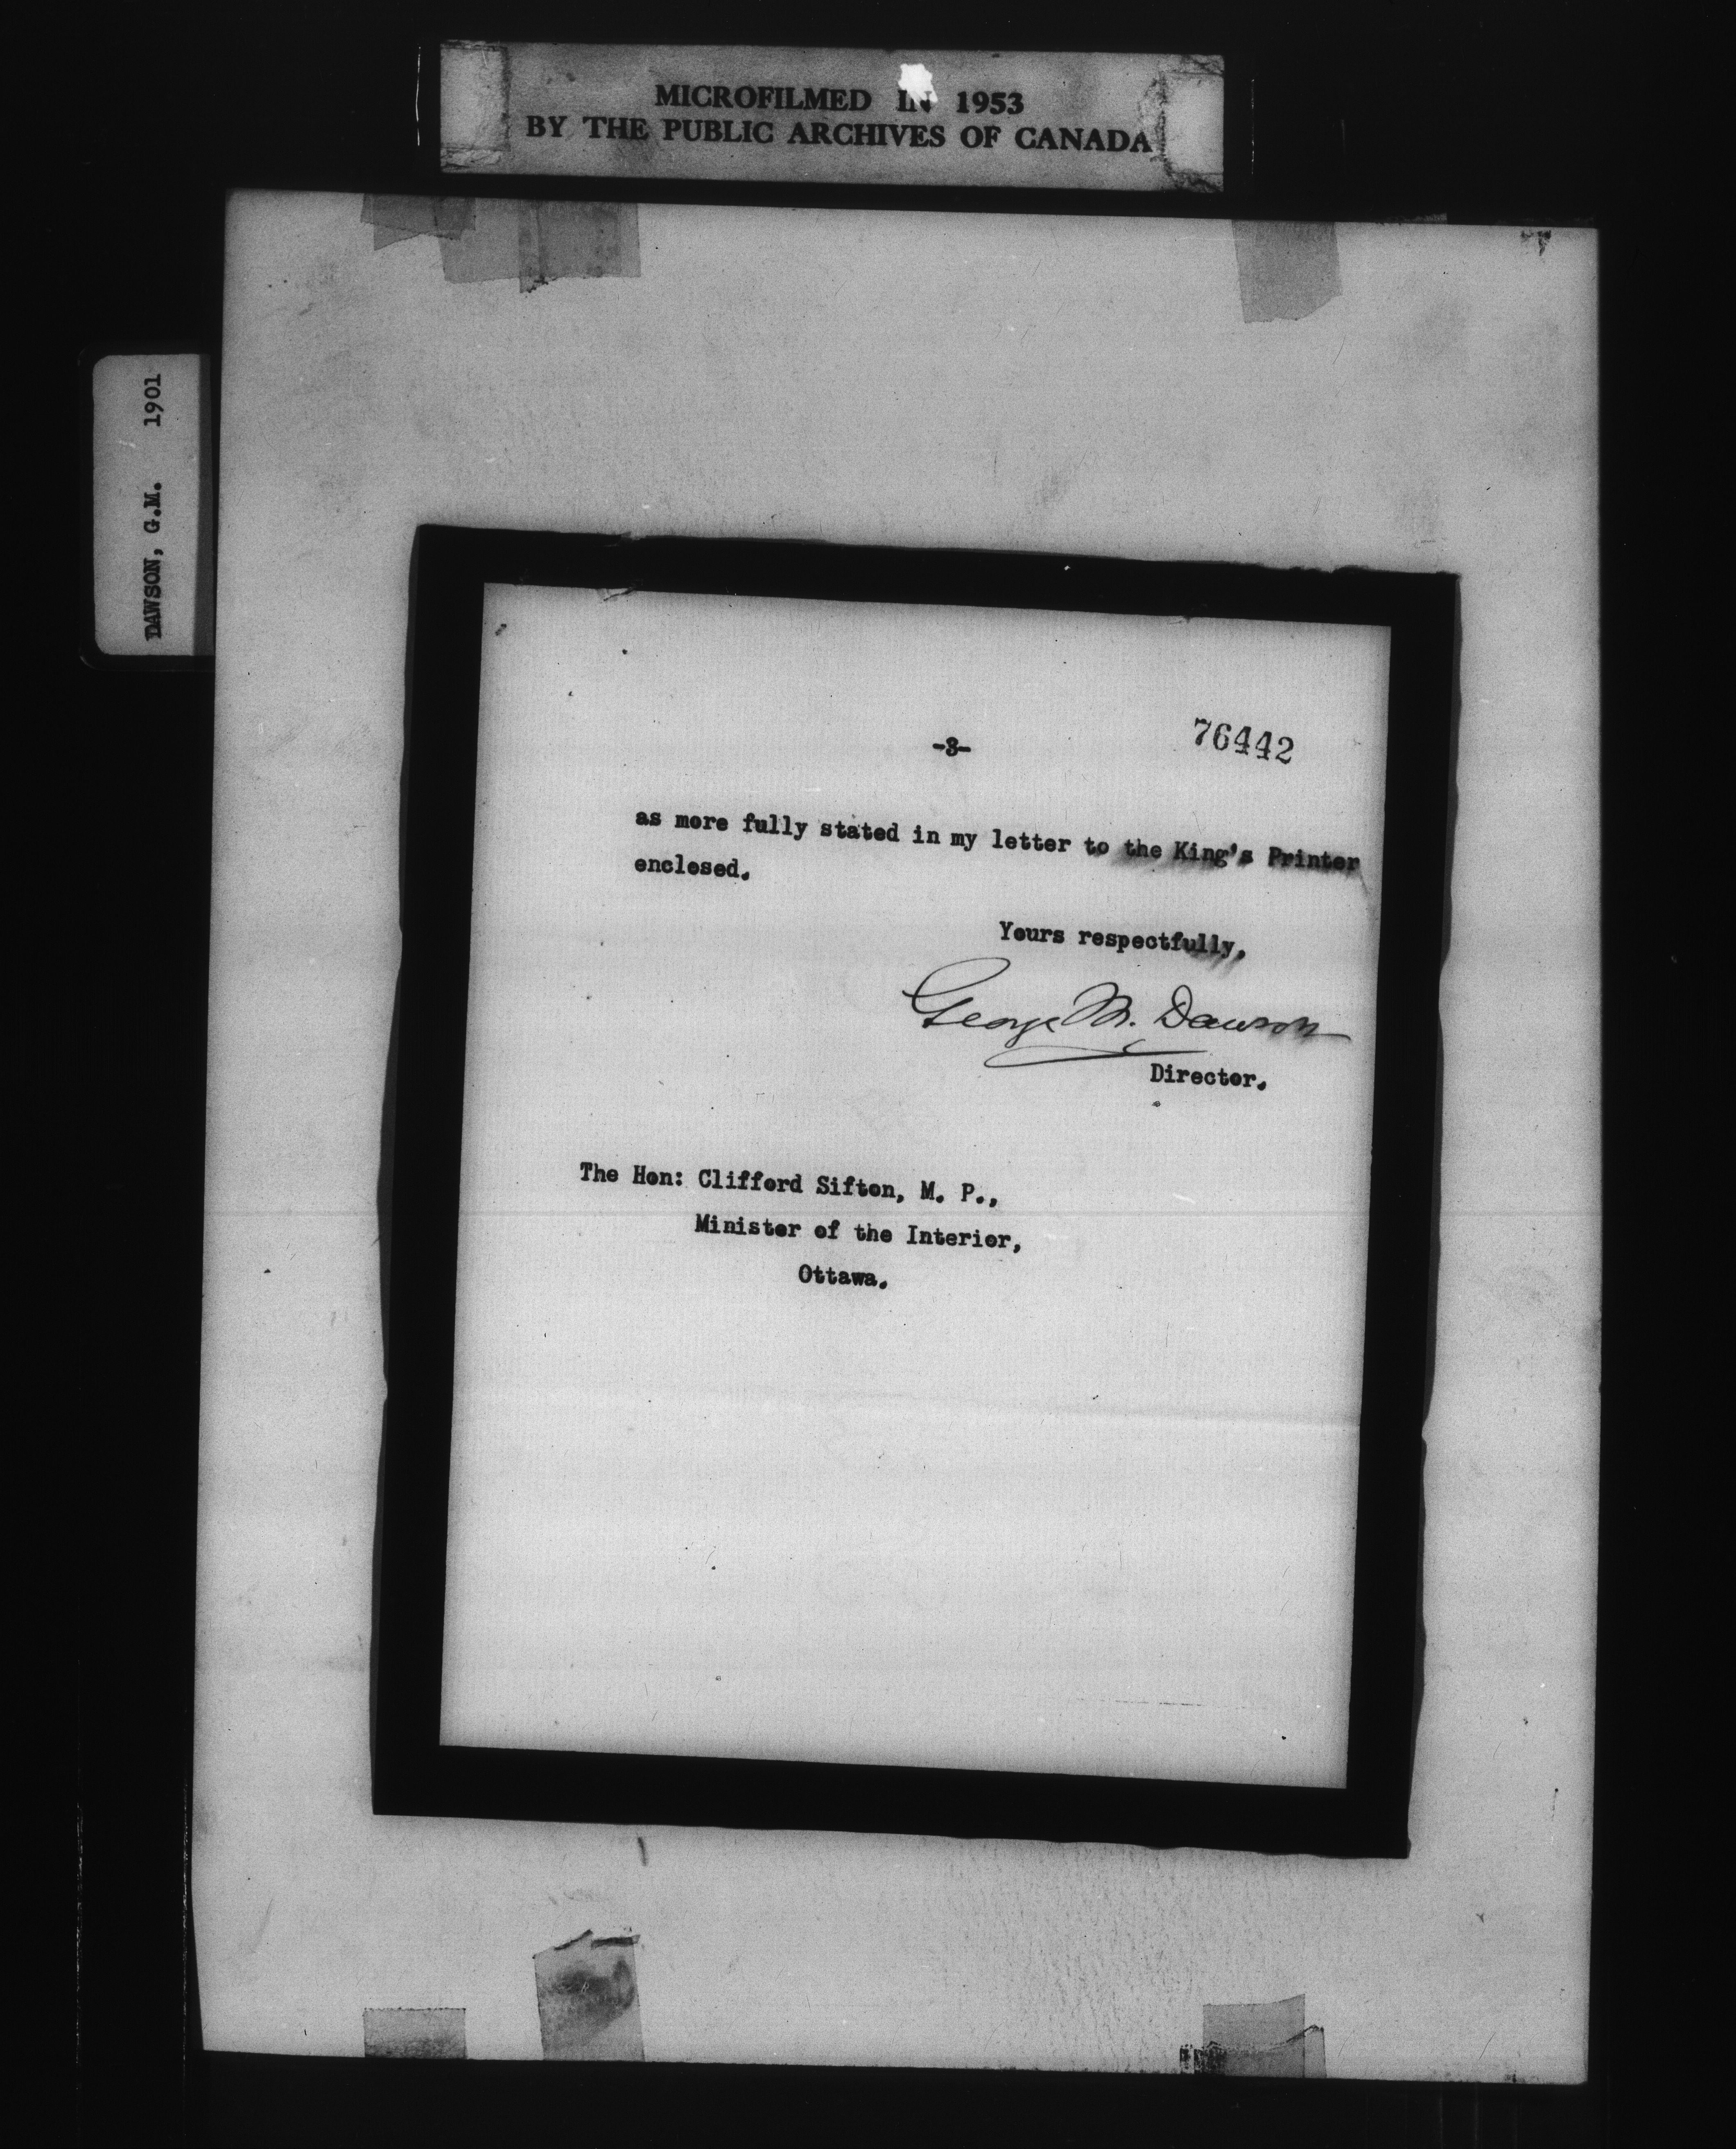 MICROFILMED IN 1953
BY THE PUBLIC ARCHIVES OF CANADA
DAWSON, G.M. 1901
-3-
76442
as more fully stated in my letter to the King's Printer
enclosed.
Yours respectfully,
George M. Dawson
Director.
The Hon: Clifford Sifton, M. P.,
Minister of the Interior,
Ottawa.